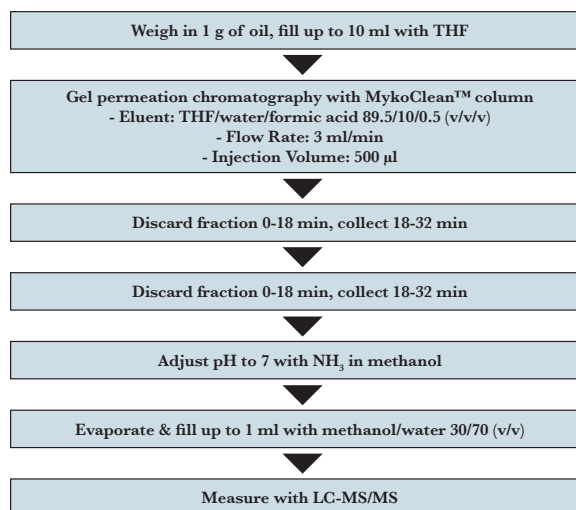 Weigh in 1 g of oil, fill up to 10 ml with THF
Gel permeation chromatography with MykoClean™ column
- Eluent: THF/water/formic acid 89.5/10/0.5 (v/v/v)
- Flow Rate: 3 ml/min
- Injection Volume: 500 µl
Discard fraction 0-18 min, collect 18-32 min
Discard fraction 0-18 min, collect 18-32 min
Adjust pH to 7 with NH₃ in methanol
Evaporate & fill up to 1 ml with methanol/water 30/70 (v/v)
Measure with LC-MS/MS